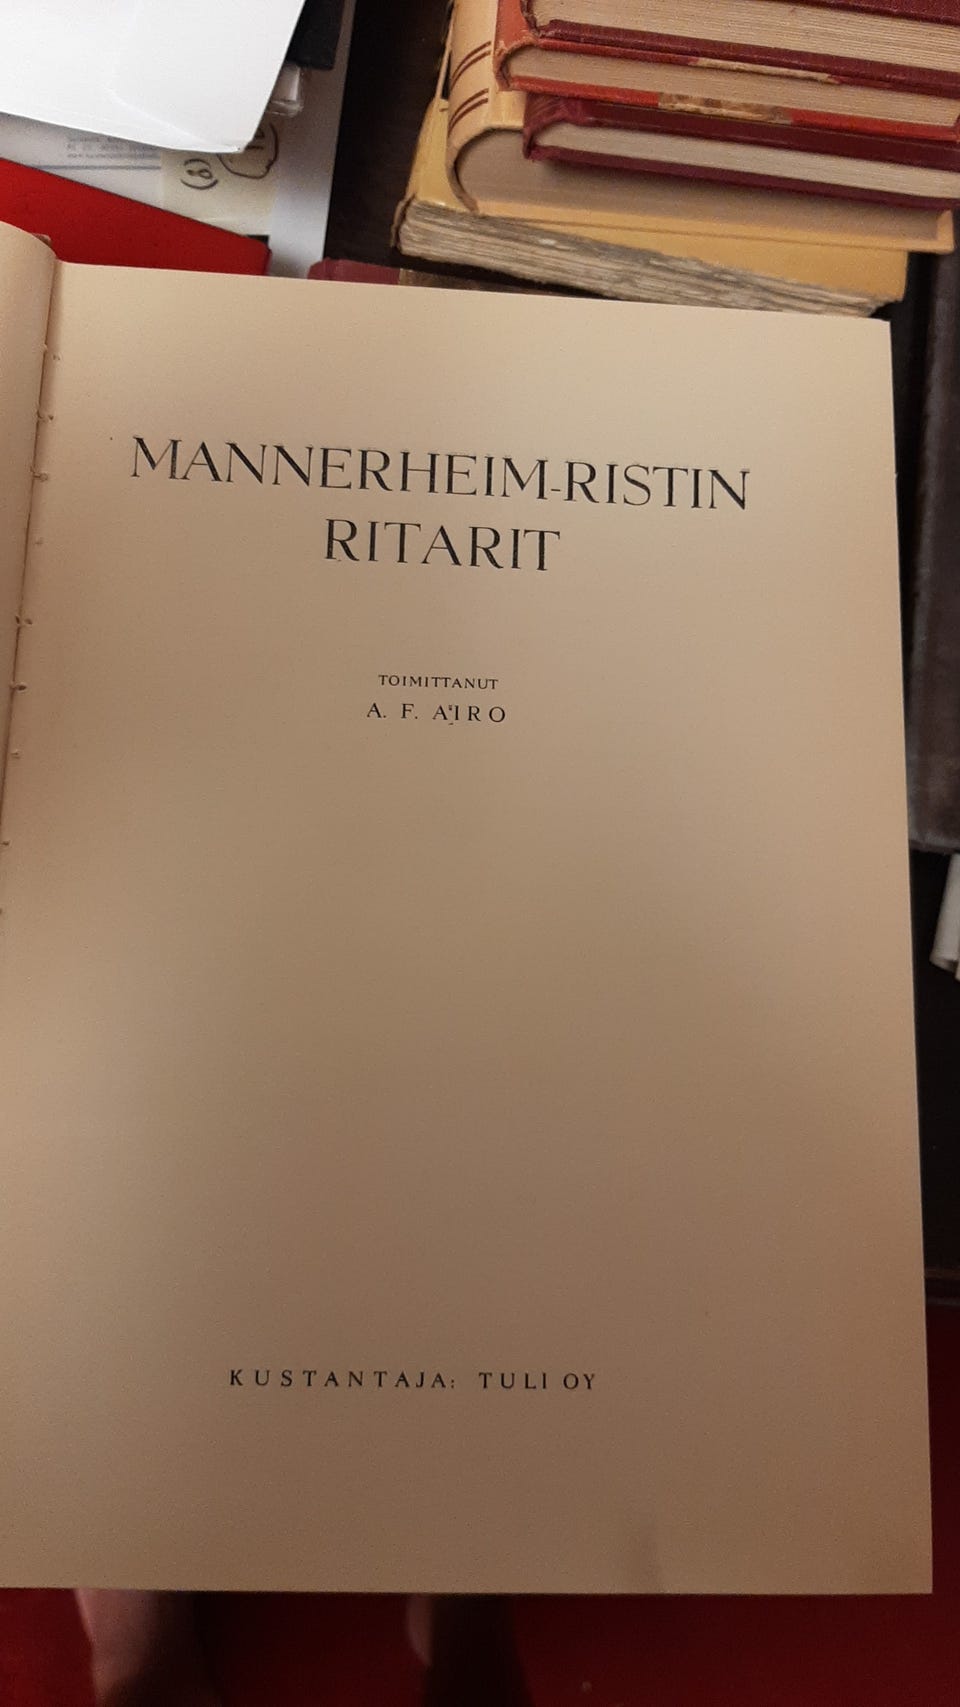 MANNERHEIM-RISTIN
RITARIT
TOIMITTANUT
A. F. AIRO
KUSTANTAJA: TULI OY